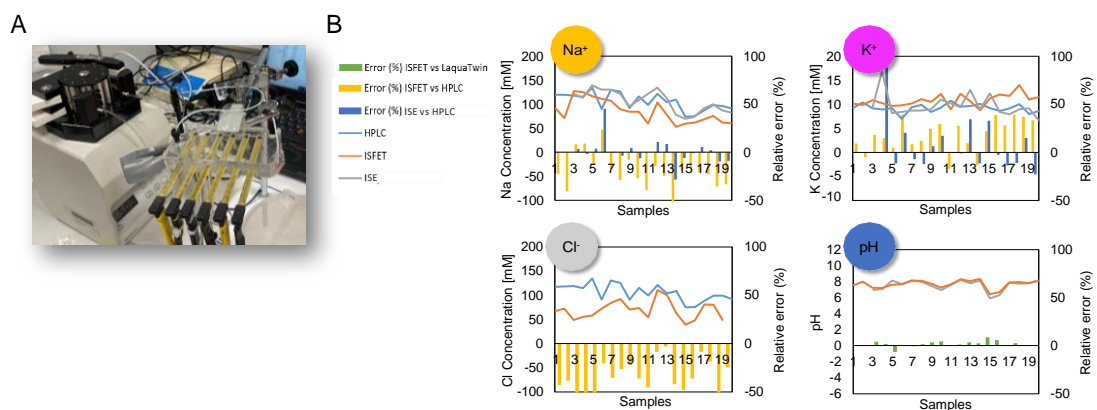 A
B
Error (%) ISFET vs LaquaTwin
Error (%) ISFET vs HPLC
Error (%) ISE vs HPLC
HPLC
ISFET
ISE
Na+
Na Concentration [mM]
200
150
100
50
0
-50
-100
1 3 5 7 9 11 13 15 17 19
100
50
0
-50
Relative error (%)
Samples
K+
K Concentration [mM]
20
15
10
5
0
-5
-10
1 3 5 7 9 11 13 15 17 19
100
50
0
-50
Relative error (%)
Samples
Cl-
Cl Concentration [mM]
200
150
100
50
0
-50
-100
1 3 5 7 9 11 13 15 17 19
100
50
0
-50
Relative error (%)
Samples
pH
pH
12
10
8
6
4
2
0
-2
-4
-6
1 3 5 7 9 11 13 15 17 19
100
50
0
-50
Relative error (%)
Samples